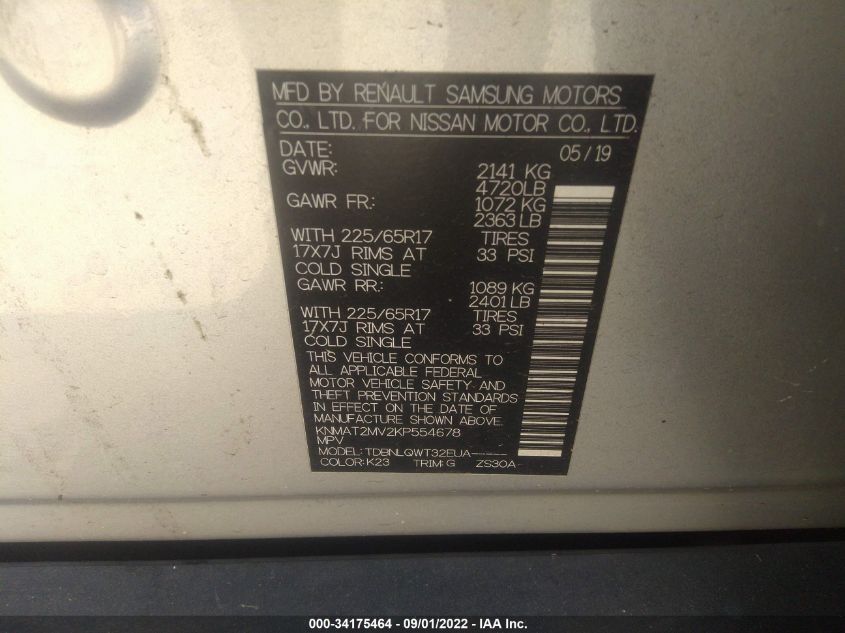 MFD BY RENAULT SAMSUNG MOTORS
CO., LTD. FOR NISSAN MOTOR CO., LTD.
DATE: 05/19
GVWR: 2141 KG
4720LB
GAWR FR.: 1072 KG
2363LB
WITH 225/65R17 TIRES
17X7J RIMS AT 33 PSI
COLD SINGLE
GAWR RR.: 1089 KG
2401LB
WITH 225/65R17 TIRES
17X7J RIMS AT 33 PSI
COLD SINGLE
THIS VEHICLE CONFORMS TO
ALL APPLICABLE FEDERAL
MOTOR VEHICLE SAFETY AND
THEFT PREVENTION STANDARDS
IN EFFECT ON THE DATE OF
MANUFACTURE SHOWN ABOVE.
KNMAT2MV2KP554678
MPV
MODEL: TDBNLQWT32EUA-----
COLOR:K23 TRIM:G ZS30A-
000-34175464 - 09/01/2022 - IAA Inc.